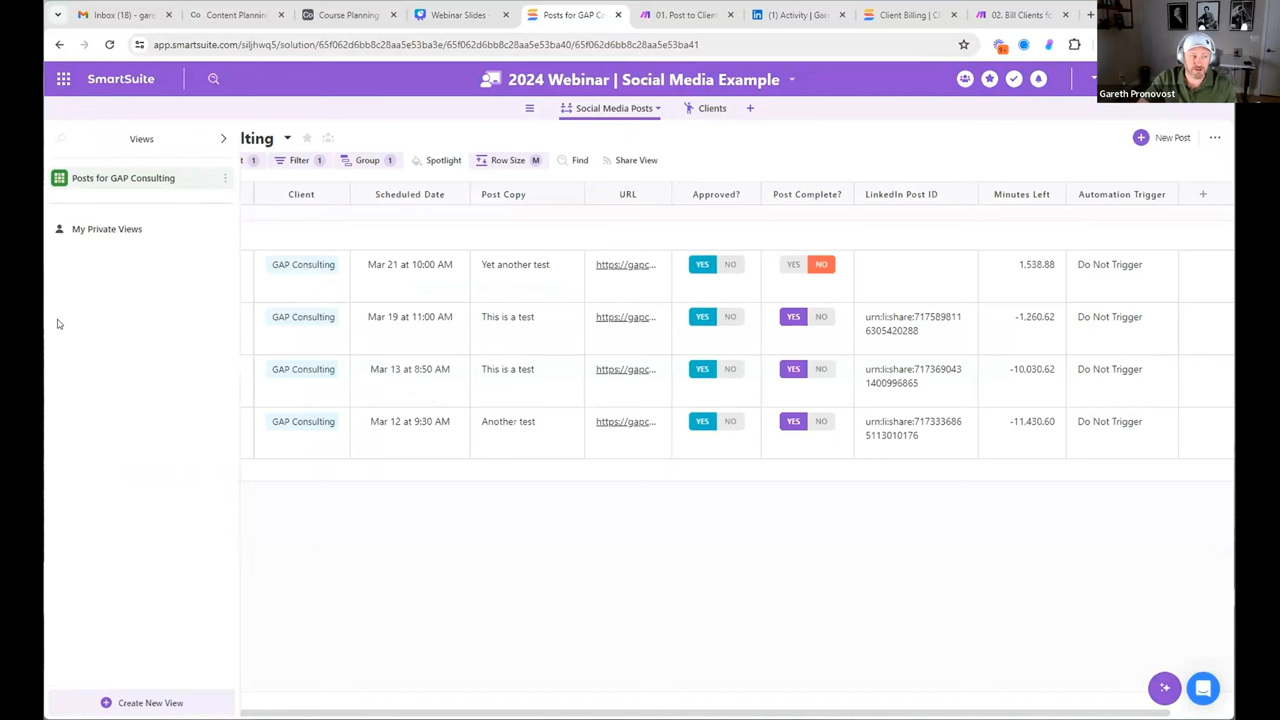 Inbox (- gare
Content Planning
Course Planning
Webinar Slides -
Posts for GAP Co
01. Post to Client
(1) Activity | Gar
Client Billing | C
02. Bill Clients fo
app.smartsuite.com/siljhwq5/solution/65f062d6bb8c28aa5e53ba3e/65f062d6bb8c28aa5e53ba40/65f062d6bb8c28aa5e53ba41
SmartSuite
2024 Webinar | Social Media Example
Gareth Pronovost
Social Media Posts
Clients
Views
lting
New Post
1
Filter 1
Group 1
Spotlight
Row Size M
Find
Share View
Posts for GAP Consulting
My Private Views
Client
Scheduled Date
Post Copy
URL
Approved?
Post Complete?
LinkedIn Post ID
Minutes Left
Automation Trigger
GAP Consulting
Mar 21 at 10:00 AM
Yet another test
https://gapc...
YES NO
YES NO
1,538.88
Do Not Trigger
GAP Consulting
Mar 19 at 11:00 AM
This is a test
https://gapc...
YES NO
YES NO
urn:li:share:717589811
6305420288
-1,260.62
Do Not Trigger
GAP Consulting
Mar 13 at 8:50 AM
This is a test
https://gapc...
YES NO
YES NO
urn:li:share:717369043
1400996865
-10,030.62
Do Not Trigger
GAP Consulting
Mar 12 at 9:30 AM
Another test
https://gapc...
YES NO
YES NO
urn:li:share:717333686
5113010176
-11,430.60
Do Not Trigger
Create New View